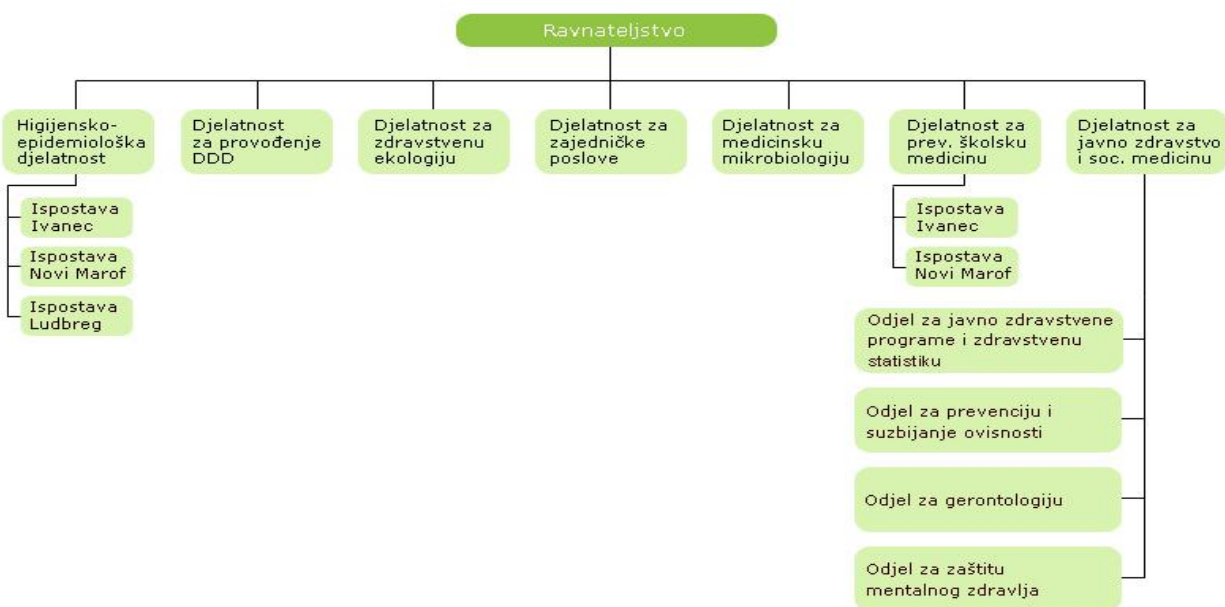 Ravnateljstvo
Higijensko-
epidemiološka
djelatnost
Djelatnost
za provođenje
DDD
Djelatnost za
zdravstvenu
ekologiju
Djelatnost za
zajedničke
poslove
Djelatnost za
medicinsku
mikrobiologiju
Djelatnost za
prev. školsku
medicinu
Djelatnost za
javno zdravstvo
i soc. medicinu
Ispostava
Ivanec
Ispostava
Novi Marof
Ispostava
Ludbreg
Ispostava
Ivanec
Ispostava
Novi Marof
Odjel za javno zdravstvene
programe i zdravstvenu
statistiku
Odjel za prevenciju i
suzbijanje ovisnosti
Odjel za gerontologiju
Odjel za zaštitu
mentalnog zdravlja